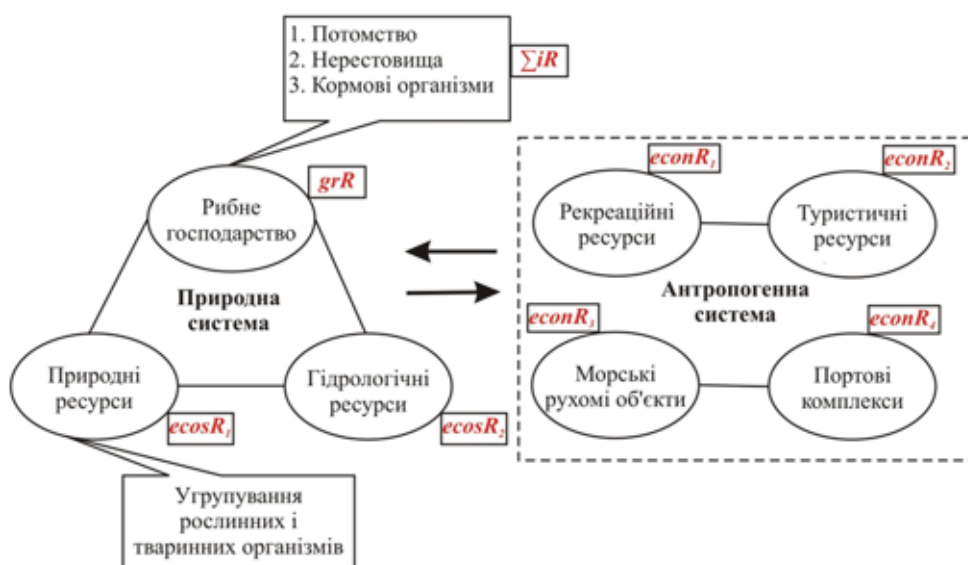 1. Потомство
2. Нерестовища
3. Кормові організми
∑iR
grR
Рибне
господарство
Природна
система
Природні
ресурси
ecosR₁
Гідрологічні
ресурси
ecosR₂
Угрупування
рослинних і
тваринних організмів
econR₁
Рекреаційні
ресурси
econR₂
Туристичні
ресурси
Антропогенна
система
econR₃
Морські
рухомі об'єкти
econR₄
Портові
комплекси